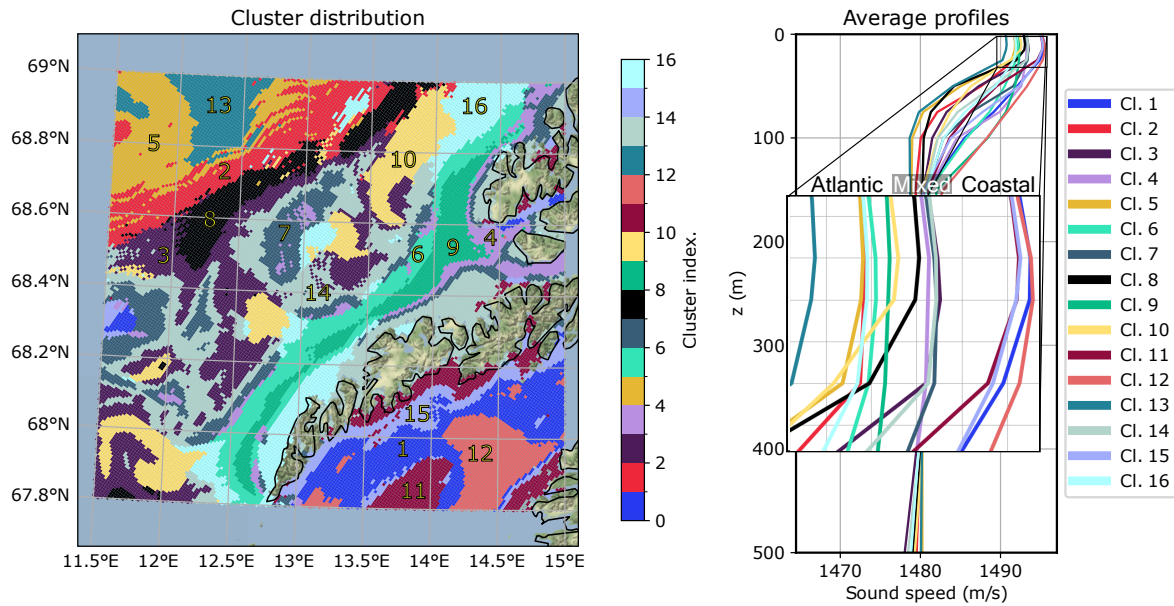 Cluster distribution
69°N
68.8°N
68.6°N
68.4°N
68.2°N
68°N
67.8°N
11.5°E 12°E 12.5°E 13°E 13.5°E 14°E 14.5°E 15°E
13
16
5
10
2
8
7
3
6
9
4
14
15
1
12
11
16
14
12
10
8
6
4
2
0
Cluster index.
Average profiles
0
100
200
300
400
500
z (m)
Atlantic Mixed Coastal
1470 1480 1490
Sound speed (m/s)
Cl. 1
Cl. 2
Cl. 3
Cl. 4
Cl. 5
Cl. 6
Cl. 7
Cl. 8
Cl. 9
Cl. 10
Cl. 11
Cl. 12
Cl. 13
Cl. 14
Cl. 15
Cl. 16